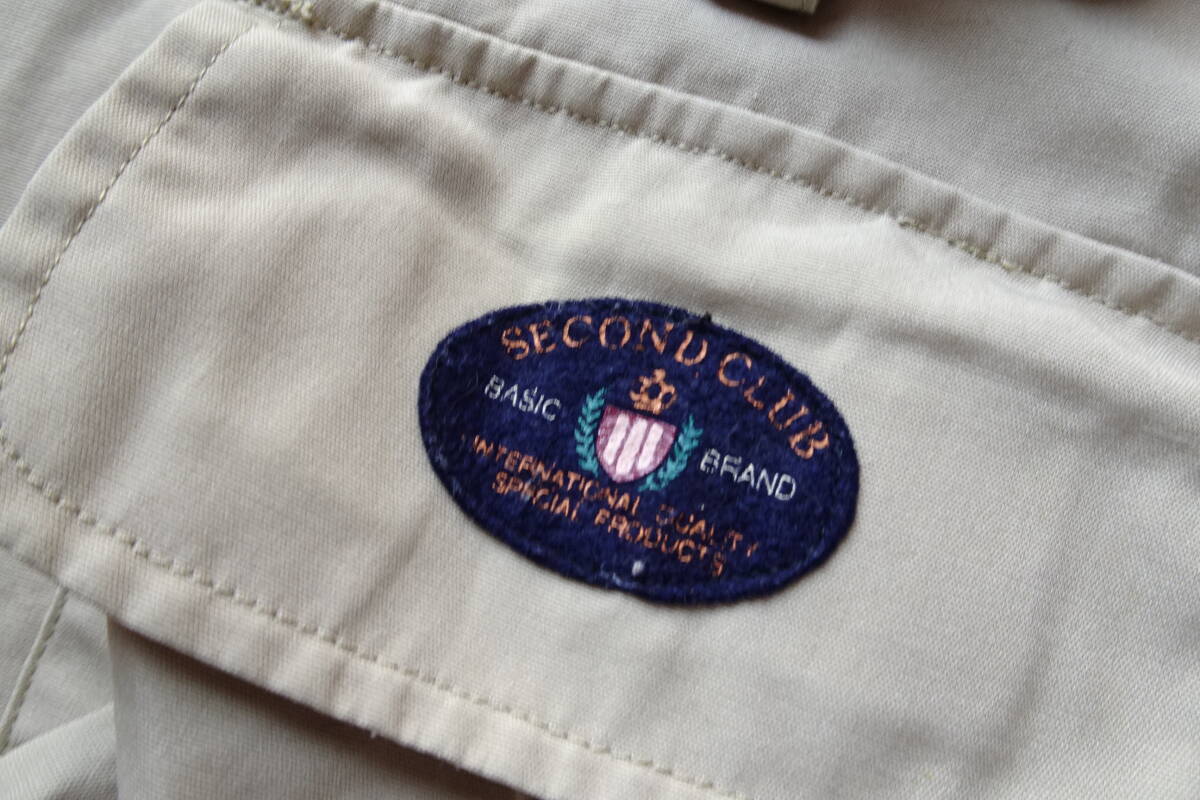 SECOND CLUB
BASIC BRAND
INTERNATIONAL QUALITY
SPECIAL PRODUCTS